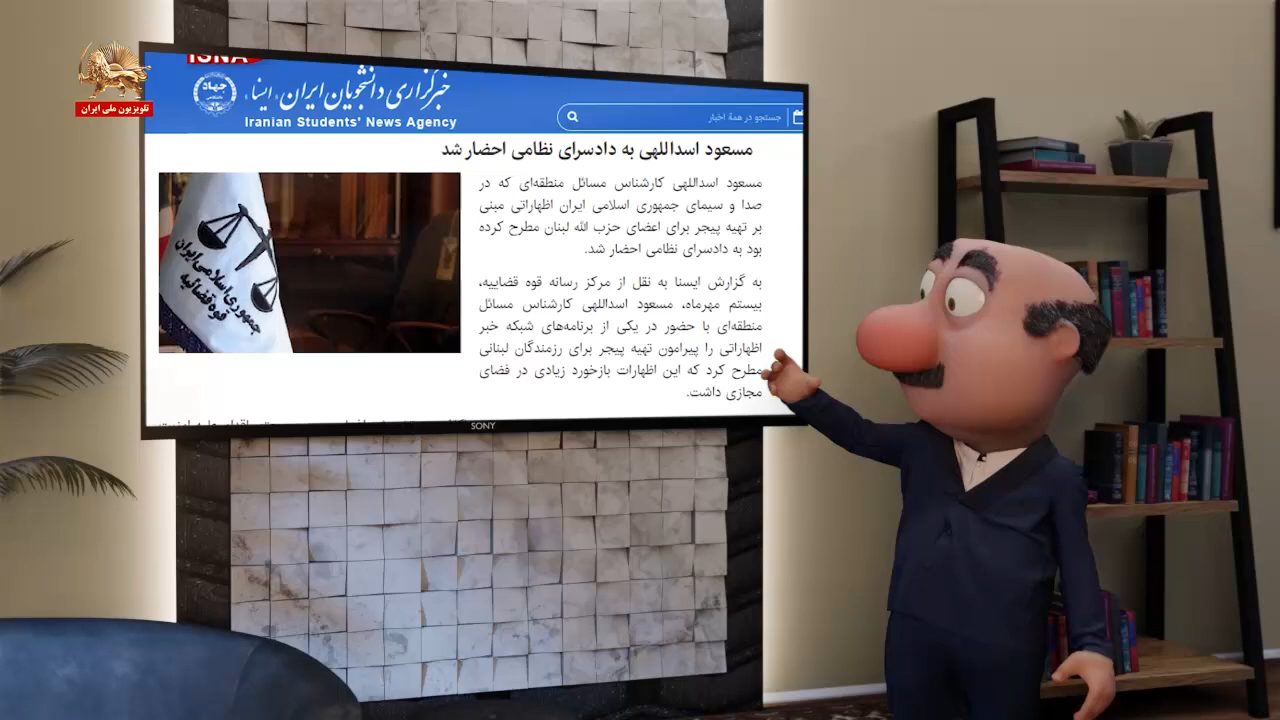 تلویزیون ملی ایران
ISNA
خبرگزاری دانشجویان ایران - ایسنا
Iranian Students' News Agency
جهاد
جستجو در همهٔ اخبار
مسعود اسداللهی به دادسرای نظامی احضار شد
مسعود اسداللهی کارشناس مسائل منطقه‌ای که در
صدا و سیمای جمهوری اسلامی ایران اظهاراتی مبنی
بر تهیه پیجر برای اعضای حزب الله لبنان مطرح کرده
بود به دادسرای نظامی احضار شد.
به گزارش ایسنا به نقل از مرکز رسانه قوه قضاییه،
بیستم مهرماه، مسعود اسداللهی کارشناس مسائل
منطقه‌ای با حضور در یکی از برنامه‌های شبکه خبر
اظهاراتی را پیرامون تهیه پیجر برای رزمندگان لبنانی
مطرح کرد که این اظهارات بازخورد زیادی در فضای
مجازی داشت.
جمهوری اسلامی ایران
قوه قضائیه
SONY